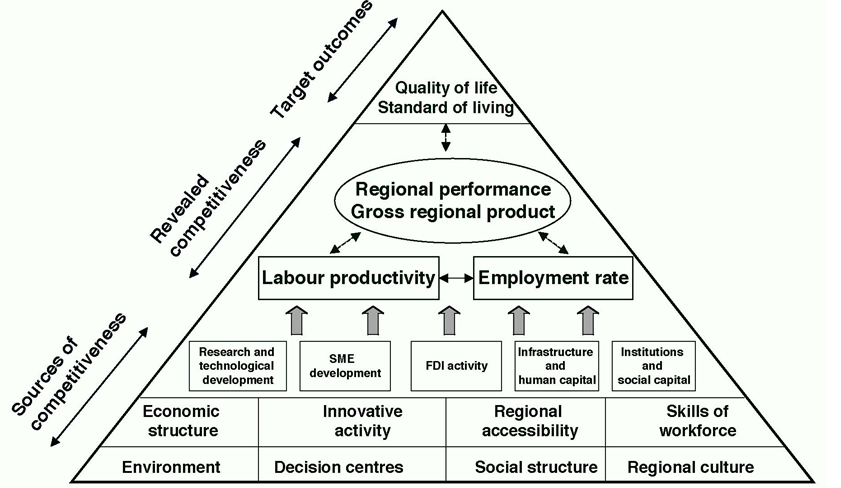 Target outcomes
Quality of life
Standard of living
Revealed
competitiveness
Regional performance
Gross regional product
Labour productivity
Employment rate
Sources of
competitiveness
Research and
technological
development
SME
development
FDI activity
Infrastructure
and
human capital
Institutions
and
social capital
Economic
structure
Innovative
activity
Regional
accessibility
Skills of
workforce
Environment
Decision centres
Social structure
Regional culture